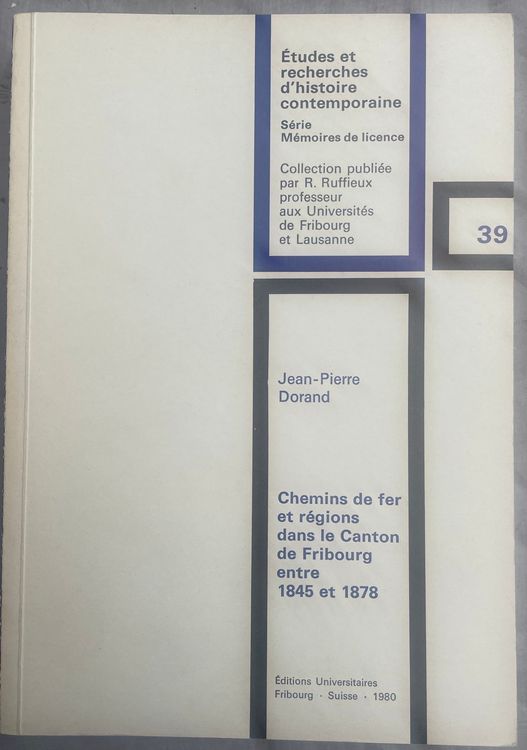 Études et
recherches
d'histoire
contemporaine
Série
Mémoires de licence
Collection publiée
par R. Ruffieux
professeur
aux Universités
de Fribourg
et Lausanne
39
Jean-Pierre
Dorand
Chemins de fer
et régions
dans le Canton
de Fribourg
entre
1845 et 1878
Éditions Universitaires
Fribourg · Suisse · 1980